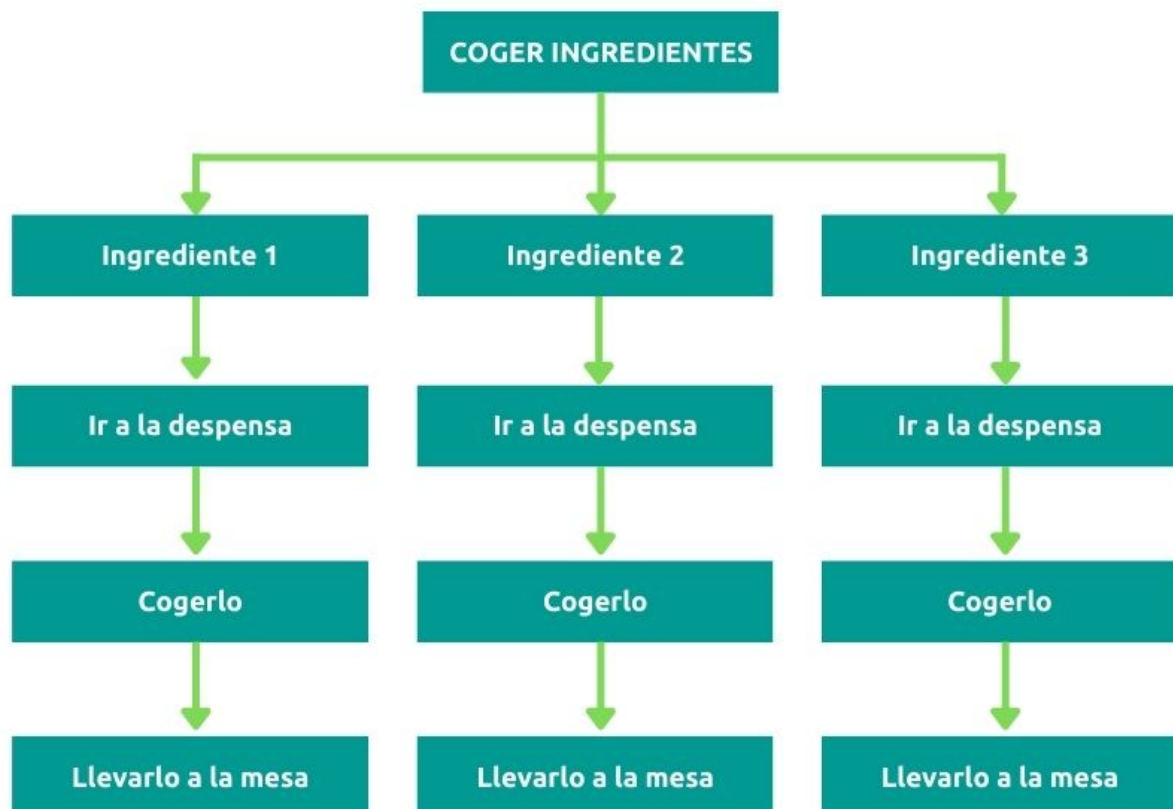 COGER INGREDIENTES
Ingrediente 1
Ingrediente 2
Ingrediente 3
Ir a la despensa
Ir a la despensa
Ir a la despensa
Cogerlo
Cogerlo
Cogerlo
Llevarlo a la mesa
Llevarlo a la mesa
Llevarlo a la mesa